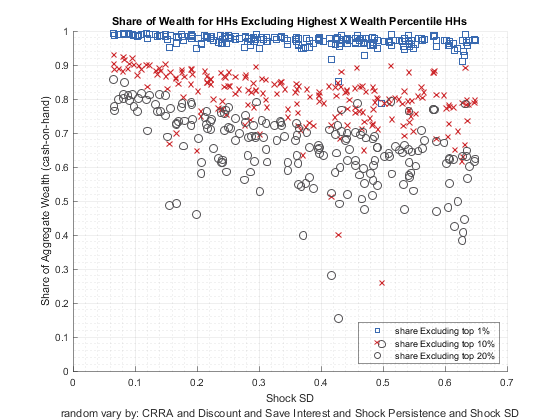 Share of Wealth for HHs Excluding Highest X Wealth Percentile HHs
1
0.9
0.8
0.7
0.6
0.5
0.4
0.3
0.2
0.1
0
Share of Aggregate Wealth (cash-on-hand)
share Excluding top 1%
share Excluding top 10%
share Excluding top 20%
0 0.1 0.2 0.3 0.4 0.5 0.6 0.7
Shock SD
random vary by: CRRA and Discount and Save Interest and Shock Persistence and Shock SD